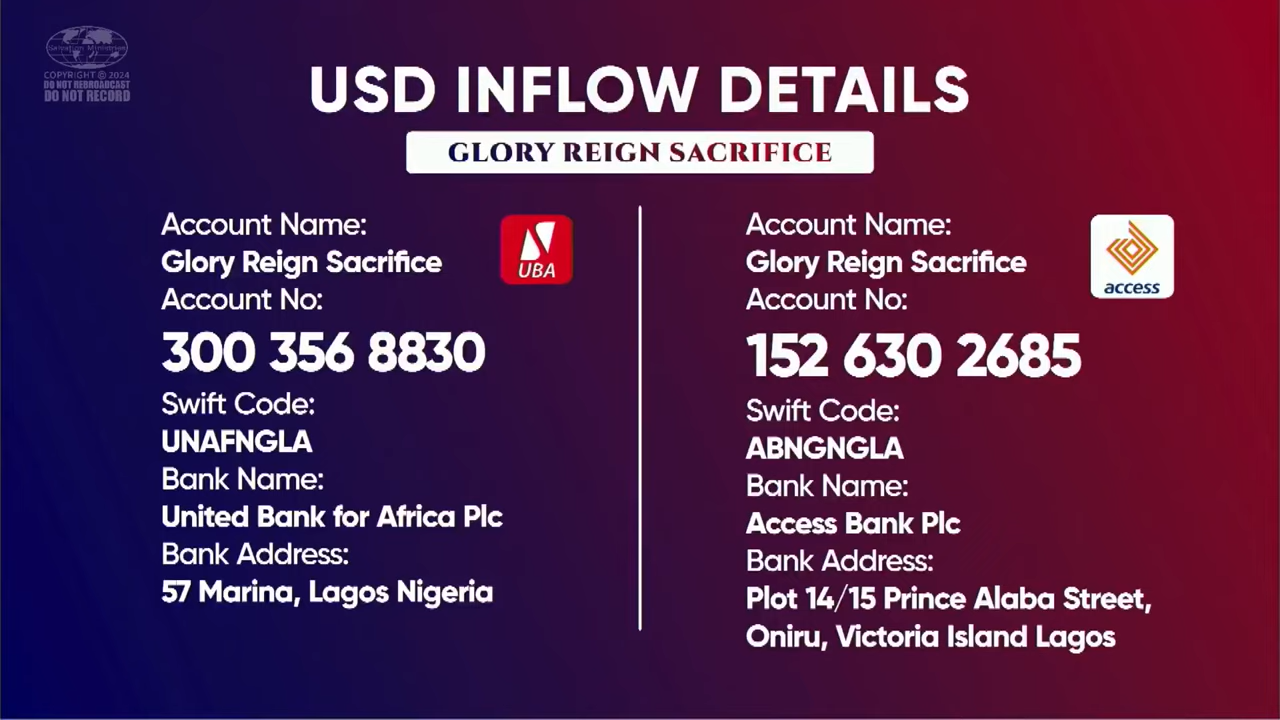 Salvation Ministries
COPYRIGHT © 2024
DO NOT REBROADCAST
DO NOT RECORD
USD INFLOW DETAILS
GLORY REIGN SACRIFICE
Account Name:
Glory Reign Sacrifice
UBA
Account No:
300 356 8830
Swift Code:
UNAFNGLA
Bank Name:
United Bank for Africa Plc
Bank Address:
57 Marina, Lagos Nigeria
Account Name:
Glory Reign Sacrifice
access
Account No:
152 630 2685
Swift Code:
ABNGNGLA
Bank Name:
Access Bank Plc
Bank Address:
Plot 14/15 Prince Alaba Street,
Oniru, Victoria Island Lagos